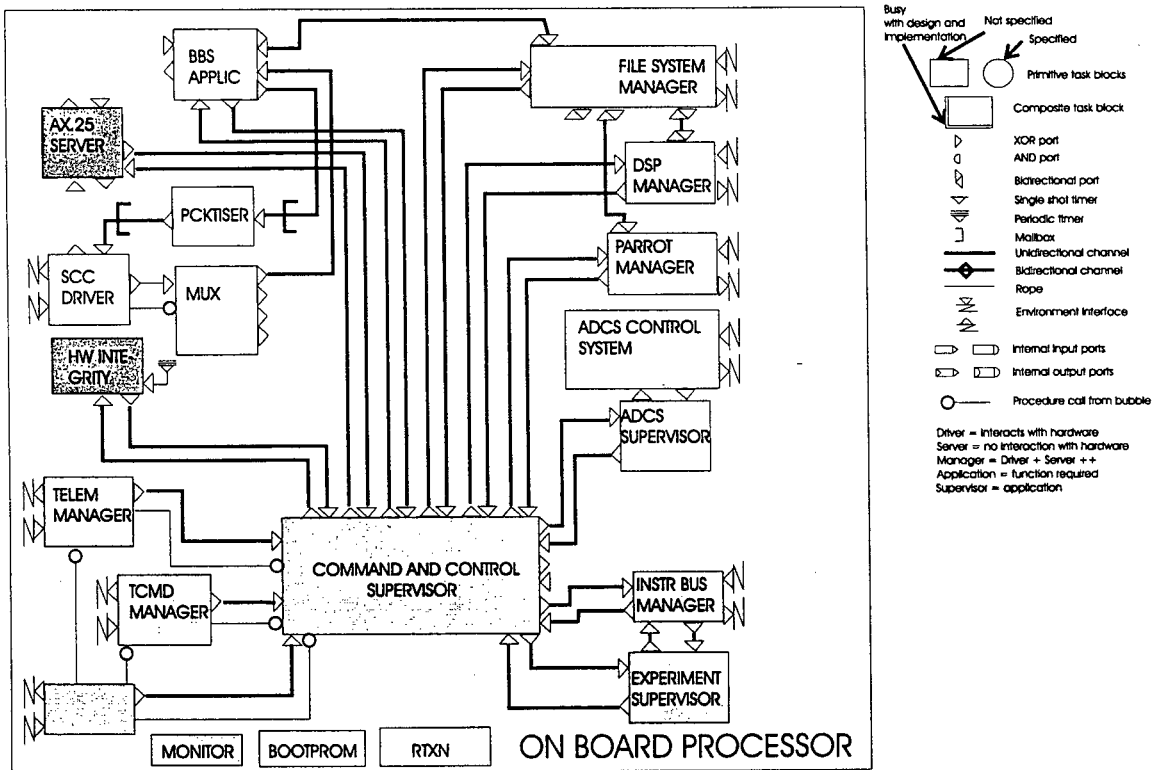 BBS
APPLIC
FILE SYSTEM
MANAGER
AX.25
SERVER
DSP
MANAGER
PCKTISER
PARROT
MANAGER
SCC
DRIVER
MUX
ADCS CONTROL
SYSTEM
HW INTE
GRITY
ADCS
SUPERVISOR
TELEM
MANAGER
COMMAND AND CONTROL
SUPERVISOR
TCMD
MANAGER
INSTR BUS
MANAGER
EXPERIMENT
SUPERVISOR
MONITOR
BOOTPROM
RTXN
ON BOARD PROCESSOR
Busy
with design and
Implementation
Not specified
Specified
Primitive task blocks
Composite task block
XOR port
AND port
Bidirectional port
Single shot timer
Periodic timer
Mailbox
Unidirectional channel
Bidirectional channel
Rope
Environment Interface
Internal input ports
Internal output ports
Procedure call from bubble
Driver = Interacts with hardware
Server = no interaction with hardware
Manager = Driver + Server ++
Application = function required
Supervisor = application